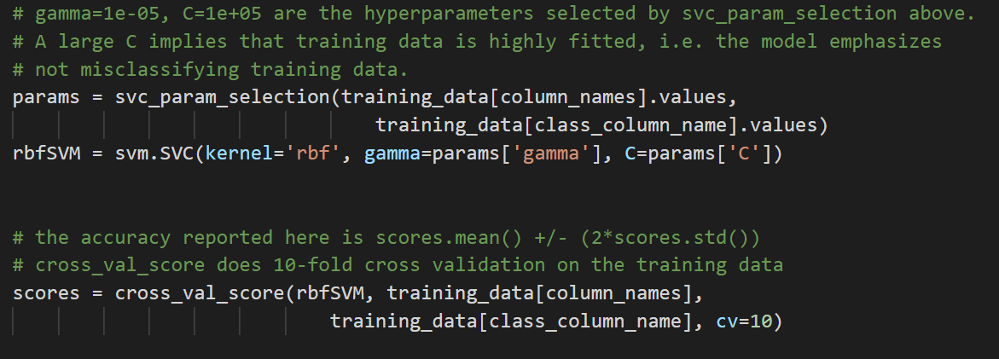 # gamma=1e-05, C=1e+05 are the hyperparameters selected by svc_param_selection above.
# A large C implies that training data is highly fitted, i.e. the model emphasizes
# not misclassifying training data.
params = svc_param_selection(training_data[column_names].values,
training_data[class_column_name].values)
rbfSVM = svm.SVC(kernel='rbf', gamma=params['gamma'], C=params['C'])
# the accuracy reported here is scores.mean() +/- (2*scores.std())
# cross_val_score does 10-fold cross validation on the training data
scores = cross_val_score(rbfSVM, training_data[column_names],
training_data[class_column_name], cv=10)